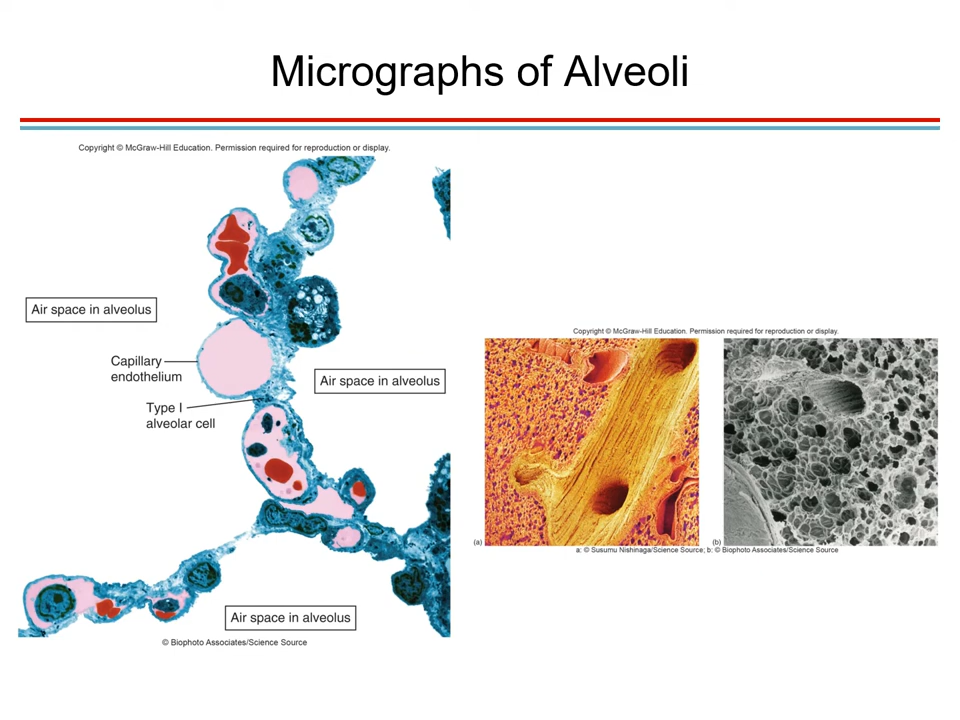 Micrographs of Alveoli
Copyright © McGraw-Hill Education. Permission required for reproduction or display.
Air space in alveolus
Capillary
endothelium
Type I
alveolar cell
Air space in alveolus
Air space in alveolus
© Biophoto Associates/Science Source
Copyright © McGraw-Hill Education. Permission required for reproduction or display.
(a)
(b)
a: © Susumu Nishinaga/Science Source; b: © Biophoto Associates/Science Source